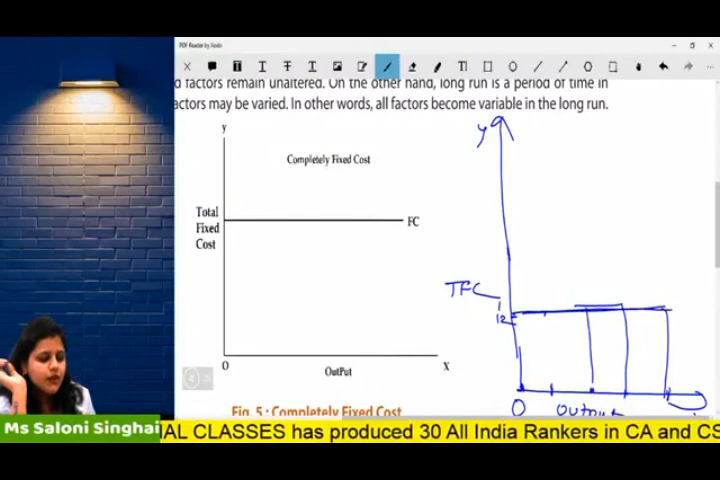 PDF Reader by Xodo
d factors remain unaltered. On the other hand, long run is a period of time in
actors may be varied. In other words, all factors become variable in the long run.
y
Completely Fixed Cost
Total
Fixed
Cost
FC
O
OutPut
X
Fig. 5 : Completely Fixed Cost
y
TFC
12
O
output
Ms Saloni Singhai
IAL CLASSES has produced 30 All India Rankers in CA and CS